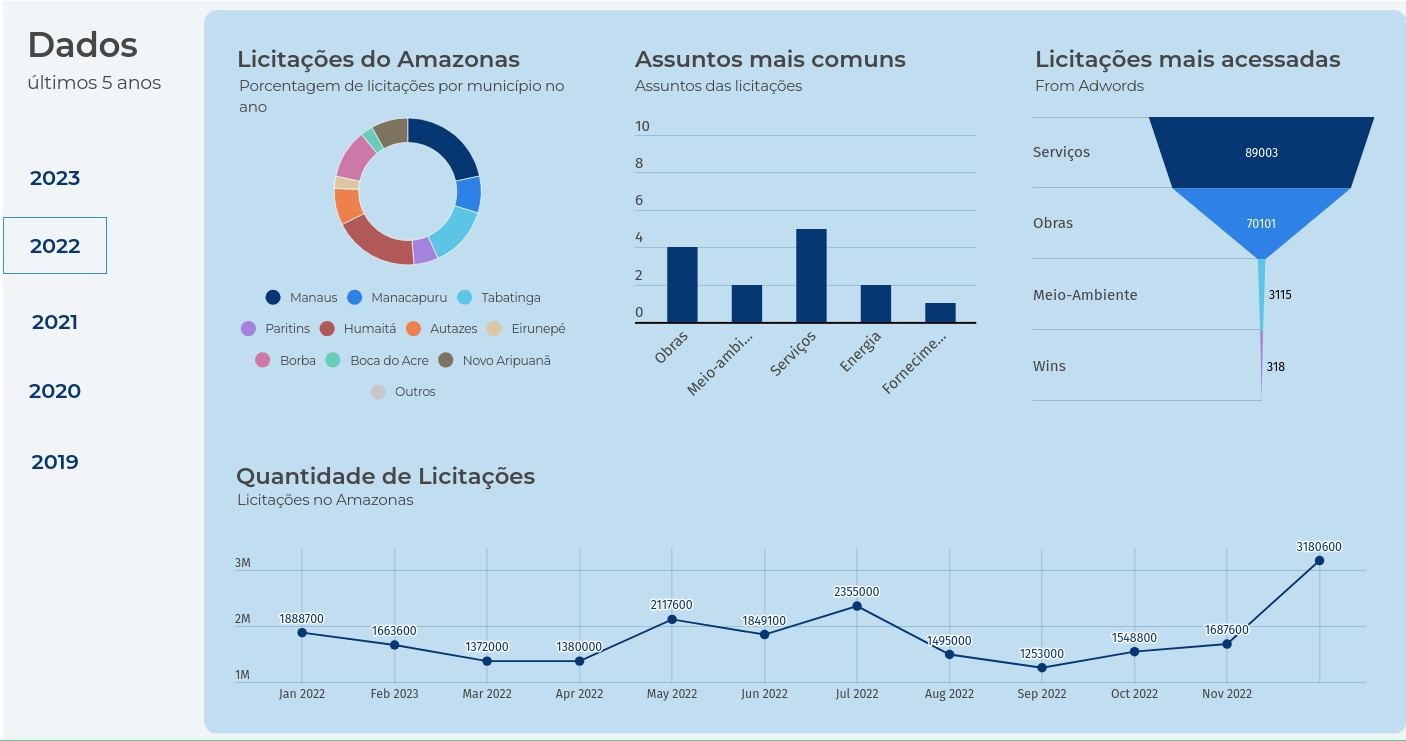 Dados
últimos 5 anos
2023
2022
2021
2020
2019
Licitações do Amazonas
Porcentagem de licitações por município no
ano
Manaus Manacapuru Tabatinga
Paritins Humaitá Autazes Eirunepé
Borba Boca do Acre Novo Aripuanã
Outros
Assuntos mais comuns
Assuntos das licitações
10
8
6
4
2
0
Obras Meio-ambi... Serviços Energia Fornecime...
Licitações mais acessadas
From Adwords
Serviços 89003
Obras 70101
Meio-Ambiente 3115
Wins 318
Quantidade de Licitações
Licitações no Amazonas
3M
2M
1M
1888700 1663600 1372000 1380000 2117600 1849100 2355000 1495000 1253000 1548800 1687600 3180600
Jan 2022 Feb 2023 Mar 2022 Apr 2022 May 2022 Jun 2022 Jul 2022 Aug 2022 Sep 2022 Oct 2022 Nov 2022